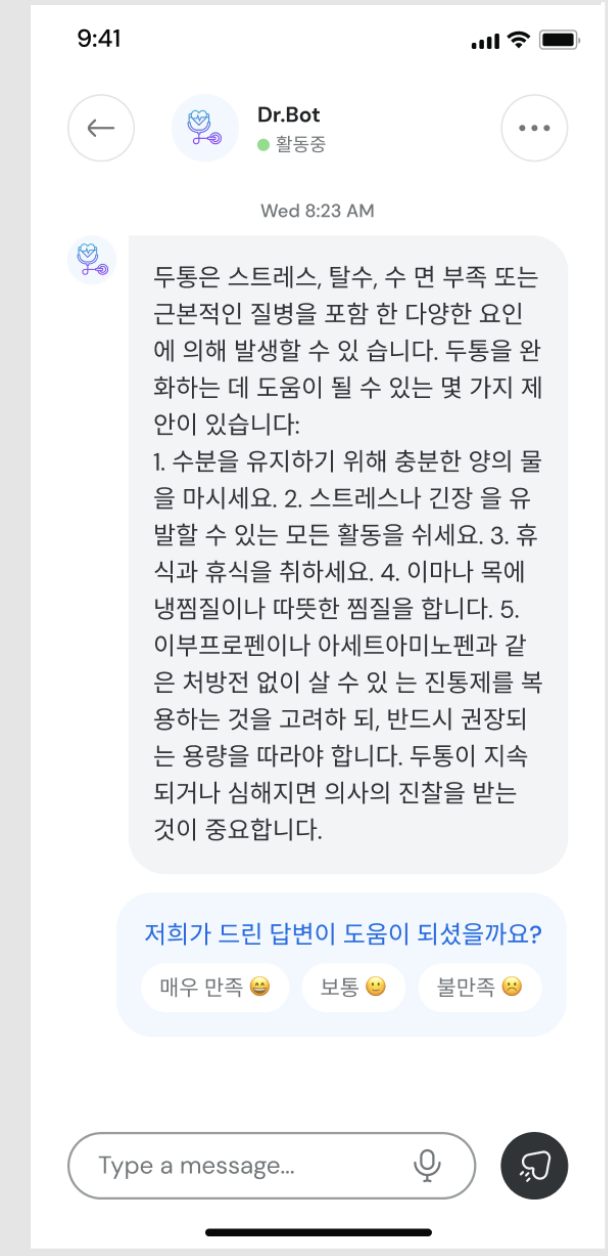 9:41
Dr.Bot
활동중
Wed 8:23 AM
두통은 스트레스, 탈수, 수 면 부족 또는
근본적인 질병을 포함 한 다양한 요인
에 의해 발생할 수 있 습니다. 두통을 완
화하는 데 도움이 될 수 있는 몇 가지 제
안이 있습니다:
1. 수분을 유지하기 위해 충분한 양의 물
을 마시세요. 2. 스트레스나 긴장 을 유
발할 수 있는 모든 활동을 쉬세요. 3. 휴
식과 휴식을 취하세요. 4. 이마나 목에
냉찜질이나 따뜻한 찜질을 합니다. 5.
이부프로펜이나 아세트아미노펜과 같
은 처방전 없이 살 수 있 는 진통제를 복
용하는 것을 고려하 되, 반드시 권장되
는 용량을 따라야 합니다. 두통이 지속
되거나 심해지면 의사의 진찰을 받는
것이 중요합니다.
저희가 드린 답변이 도움이 되셨을까요?
매우 만족 😄 보통 🙂 불만족 ☹️
Type a message...